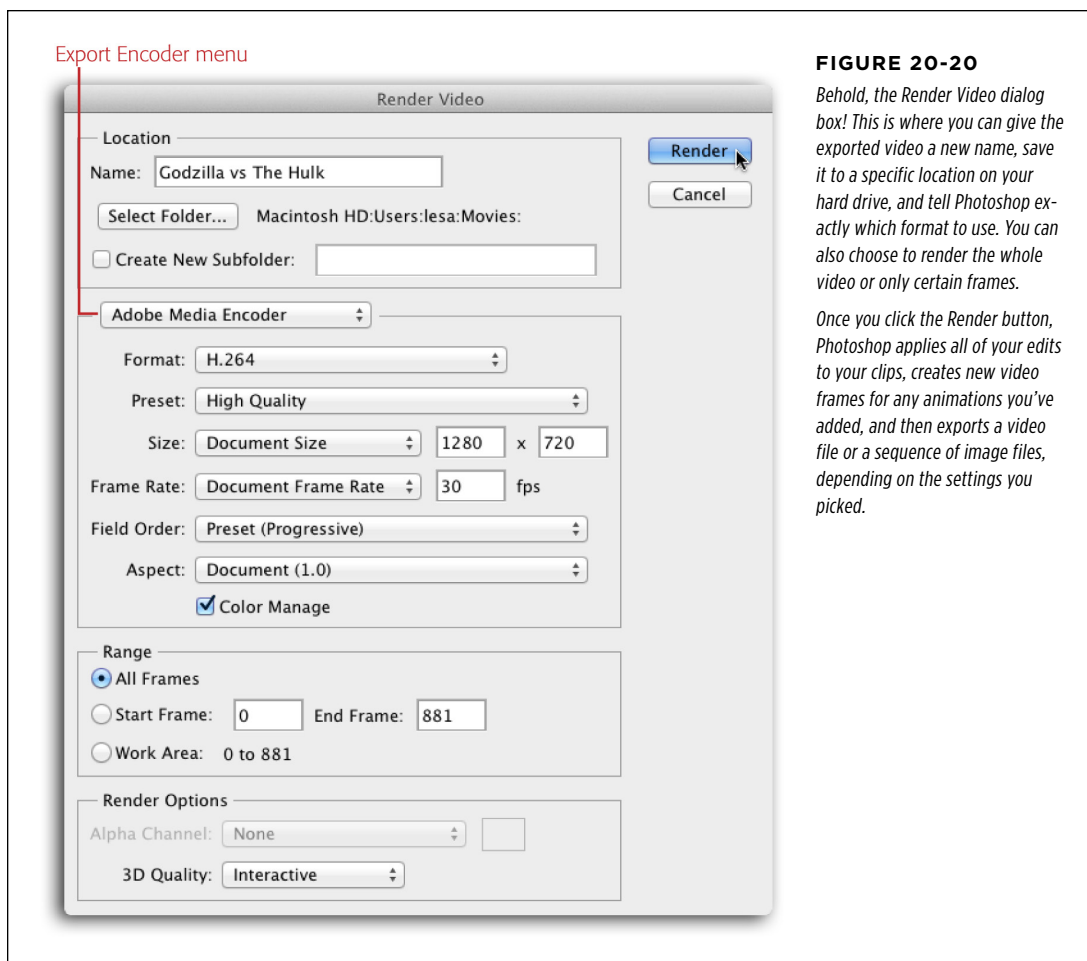 Export Encoder menu
Render Video
Location
Name: Godzilla vs The Hulk
Select Folder... Macintosh HD:Users:lesa:Movies:
Create New Subfolder:
Render
Cancel
Adobe Media Encoder
Format: H.264
Preset: High Quality
Size: Document Size 1280 x 720
Frame Rate: Document Frame Rate 30 fps
Field Order: Preset (Progressive)
Aspect: Document (1.0)
Color Manage
Range
All Frames
Start Frame: 0 End Frame: 881
Work Area: 0 to 881
Render Options
Alpha Channel: None
3D Quality: Interactive
FIGURE 20-20
Behold, the Render Video dialog
box! This is where you can give the
exported video a new name, save
it to a specific location on your
hard drive, and tell Photoshop ex-
actly which format to use. You can
also choose to render the whole
video or only certain frames.
Once you click the Render button,
Photoshop applies all of your edits
to your clips, creates new video
frames for any animations you've
added, and then exports a video
file or a sequence of image files,
depending on the settings you
picked.